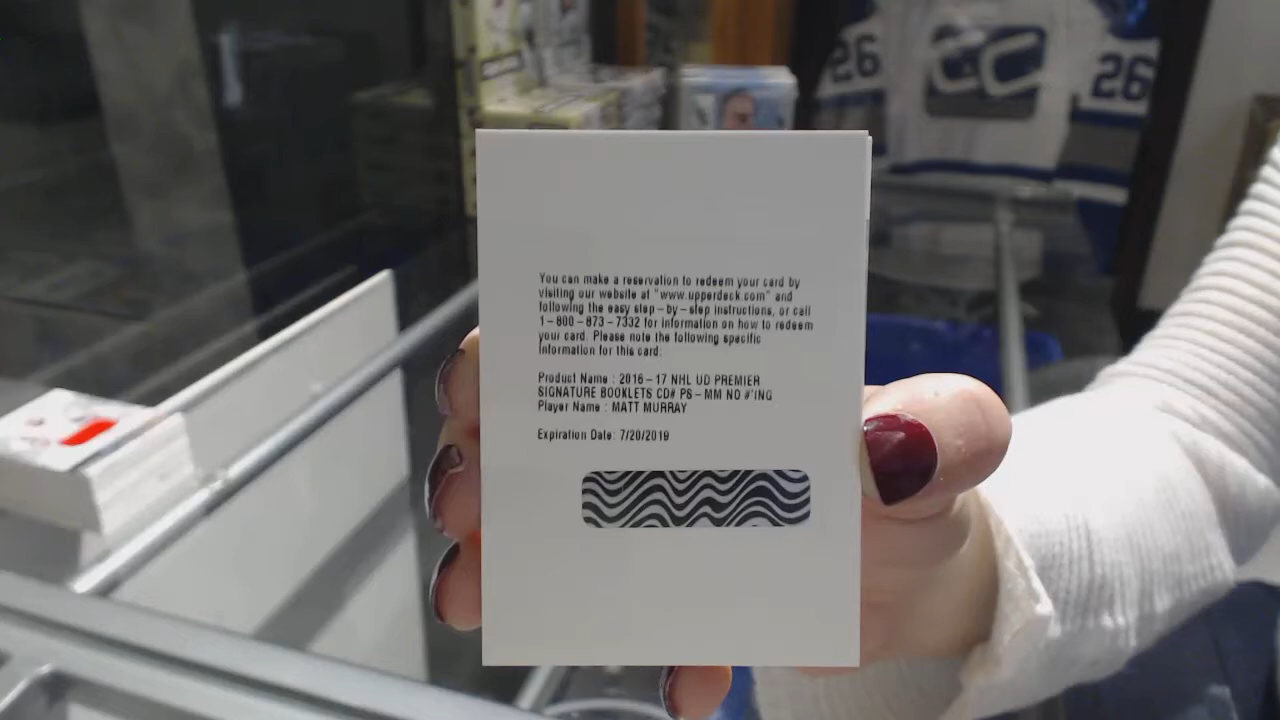 26
26
You can make a reservation to redeem your card by
visiting our website at "www.upperdeck.com" and
following the easy step-by-step instructions, or call
1-800-873-7332 for information on how to redeem
your card. Please note the following specific
information for this card:
Product Name : 2016-17 NHL UD PREMIER
SIGNATURE BOOKLETS CD# PS-MM NO #'ING
Player Name : MATT MURRAY
Expiration Date: 7/20/2019